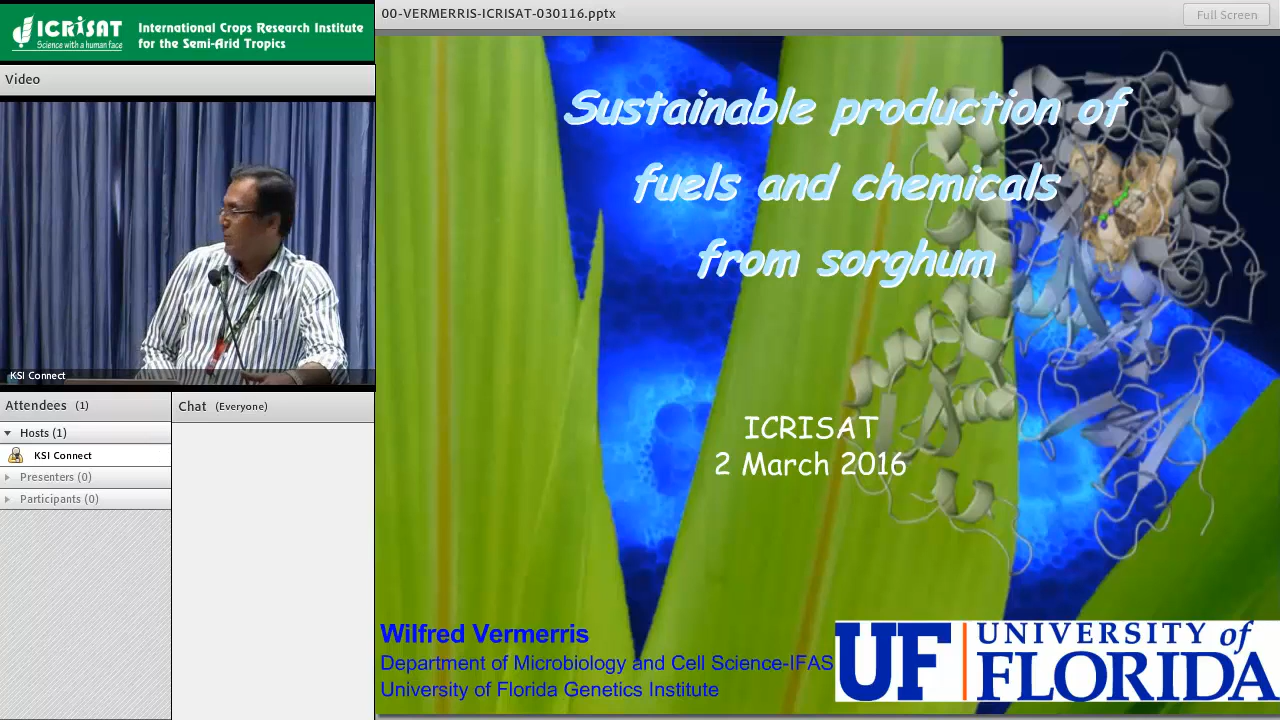 ICRISAT
Science with a human face
International Crops Research Institute
for the Semi-Arid Tropics
Video
KSI Connect
Attendees (1)
Hosts (1)
KSI Connect
Presenters (0)
Participants (0)
Chat (Everyone)
00-VERMERRIS-ICRISAT-030116.pptx
Full Screen
Sustainable production of
fuels and chemicals
from sorghum
ICRISAT
2 March 2016
Wilfred Vermerris
Department of Microbiology and Cell Science-IFAS
University of Florida Genetics Institute
UF UNIVERSITY of
FLORIDA